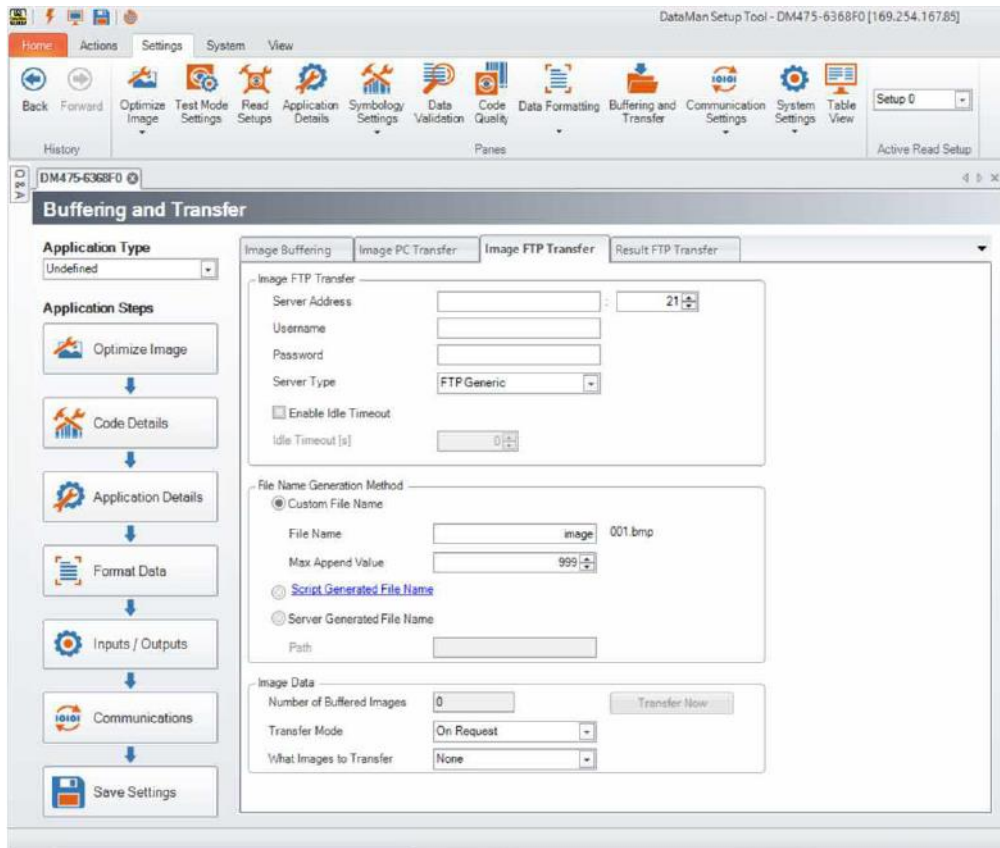 DataMan Setup Tool - DM475-6368F0 [169.254.167.85]
Home Actions Settings System View
Back Forward Optimize Image Test Mode Settings Read Setups Application Details Symbology Settings Data Validation Code Quality Data Formatting Buffering and Transfer Communication Settings System Settings Table View Setup 0
History Panes Active Read Setup
Q & A
DM475-6368F0
Buffering and Transfer
Application Type
Undefined
Application Steps
Optimize Image
Code Details
Application Details
Format Data
Inputs / Outputs
Communications
Save Settings
Image Buffering Image PC Transfer Image FTP Transfer Result FTP Transfer
Image FTP Transfer
Server Address : 21
Username
Password
Server Type FTP Generic
Enable Idle Timeout
Idle Timeout [s] 0
File Name Generation Method
Custom File Name
File Name image 001.bmp
Max Append Value 999
Script Generated File Name
Server Generated File Name
Path
Image Data
Number of Buffered Images 0 Transfer Now
Transfer Mode On Request
What Images to Transfer None